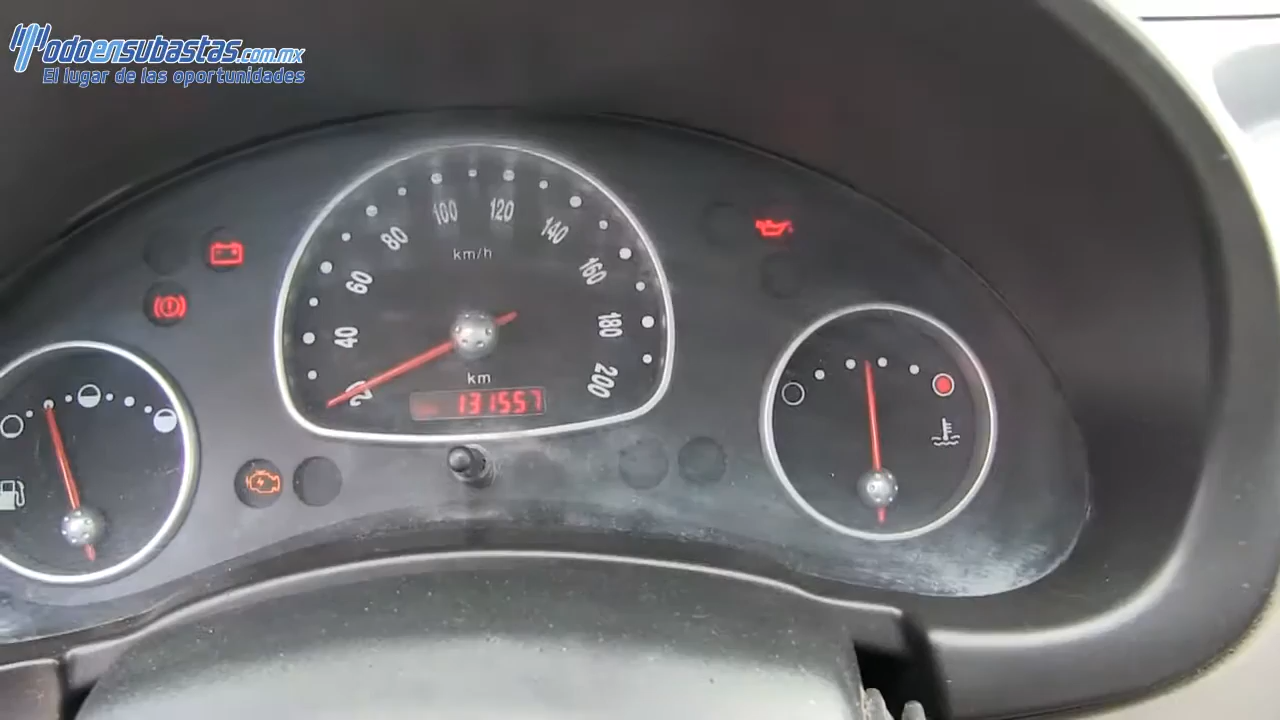 Todoensubastas.com.mx
El lugar de las oportunidades
100 120
80 140
km/h
60 160
40 180
km
20 131557 200